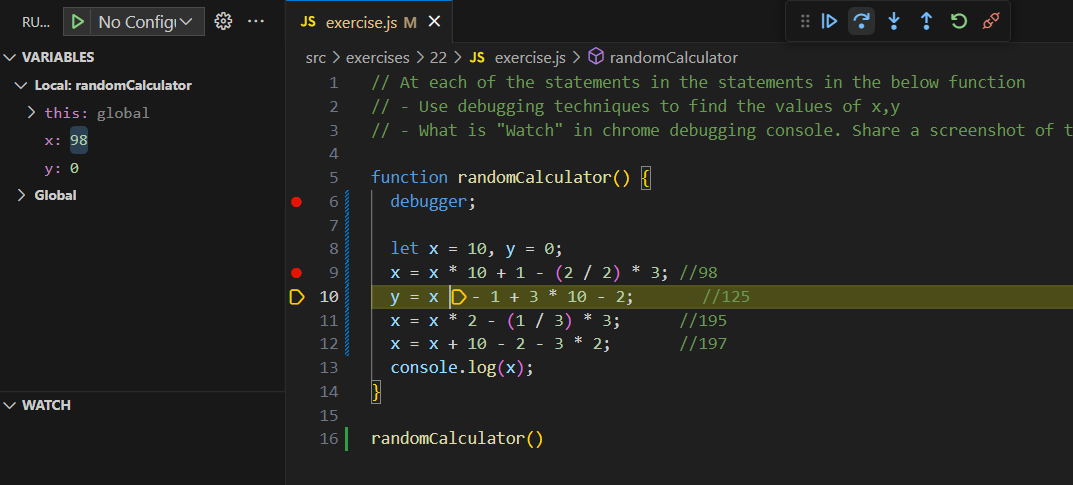 RU... No Configu ...
JS exercise.js M
VARIABLES
Local: randomCalculator
this: global
x: 98
y: 0
Global
WATCH
src > exercises > 22 > JS exercise.js > randomCalculator
1 // At each of the statements in the statements in the below function
2 // - Use debugging techniques to find the values of x,y
3 // - What is "Watch" in chrome debugging console. Share a screenshot of t
4
5 function randomCalculator() {
6 debugger;
7
8 let x = 10, y = 0;
9 x = x * 10 + 1 - (2 / 2) * 3; //98
10 y = x - 1 + 3 * 10 - 2; //125
11 x = x * 2 - (1 / 3) * 3; //195
12 x = x + 10 - 2 - 3 * 2; //197
13 console.log(x);
14 }
15
16 randomCalculator()